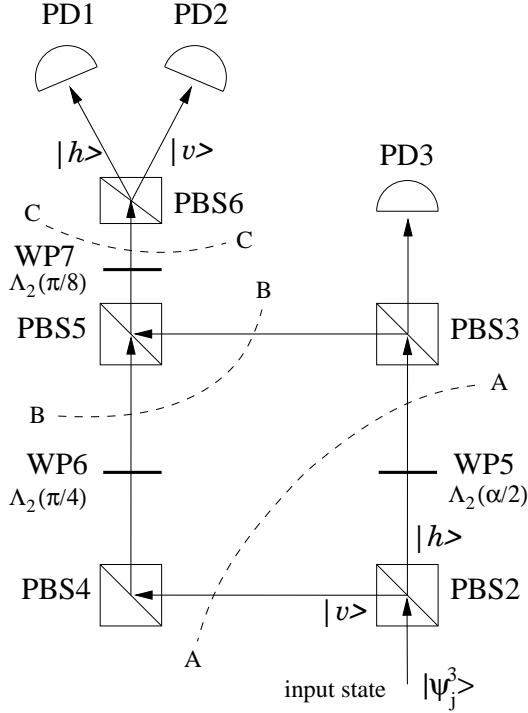 PD1 PD2
|h> |v>
PD3
PBS6
C
C
WP7
Λ₂(π/8)
B
PBS5
PBS3
A
B
WP6
WP5
Λ₂(π/4)
Λ₂(α/2)
|h>
PBS4
PBS2
|v>
A
input state |ψ³ⱼ>